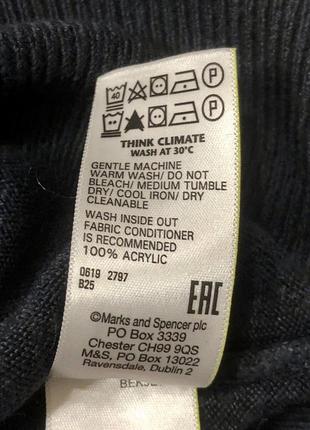 40 P
P
THINK CLIMATE
WASH AT 30°C
GENTLE MACHINE
WARM WASH/ DO NOT
BLEACH/ MEDIUM TUMBLE
DRY/ COOL IRON/ DRY
CLEANABLE
WASH INSIDE OUT
FABRIC CONDITIONER
IS RECOMMENDED
100% ACRYLIC
0619 2797
B25
EAC
©Marks and Spencer plc
PO Box 3339
Chester CH99 9QS
M&S, PO Box 13022
Ravensdale, Dublin 2